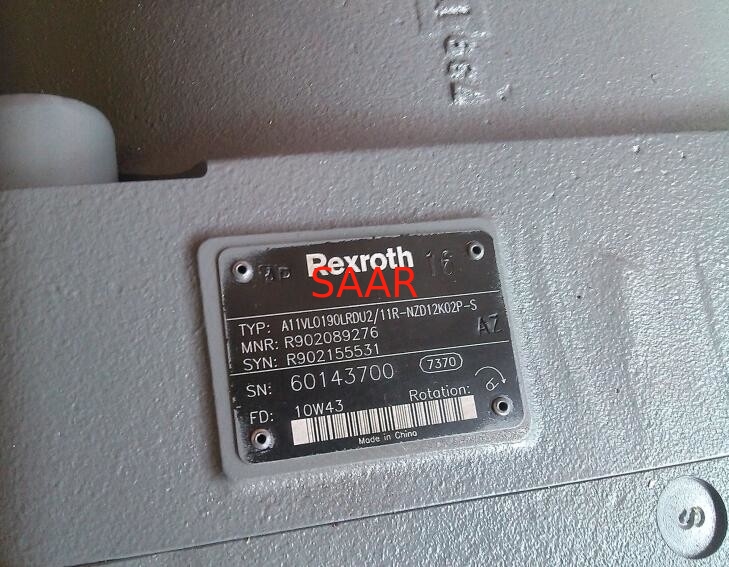 Rexroth
SAAR
TYP: A11VLO190LRDU2/11R-NZD12K02P-S
MNR: R902089276
SYN: R902155531
AZ
SN: 60143700
7370
FD: 10W43
Rotation:
Made in China
S